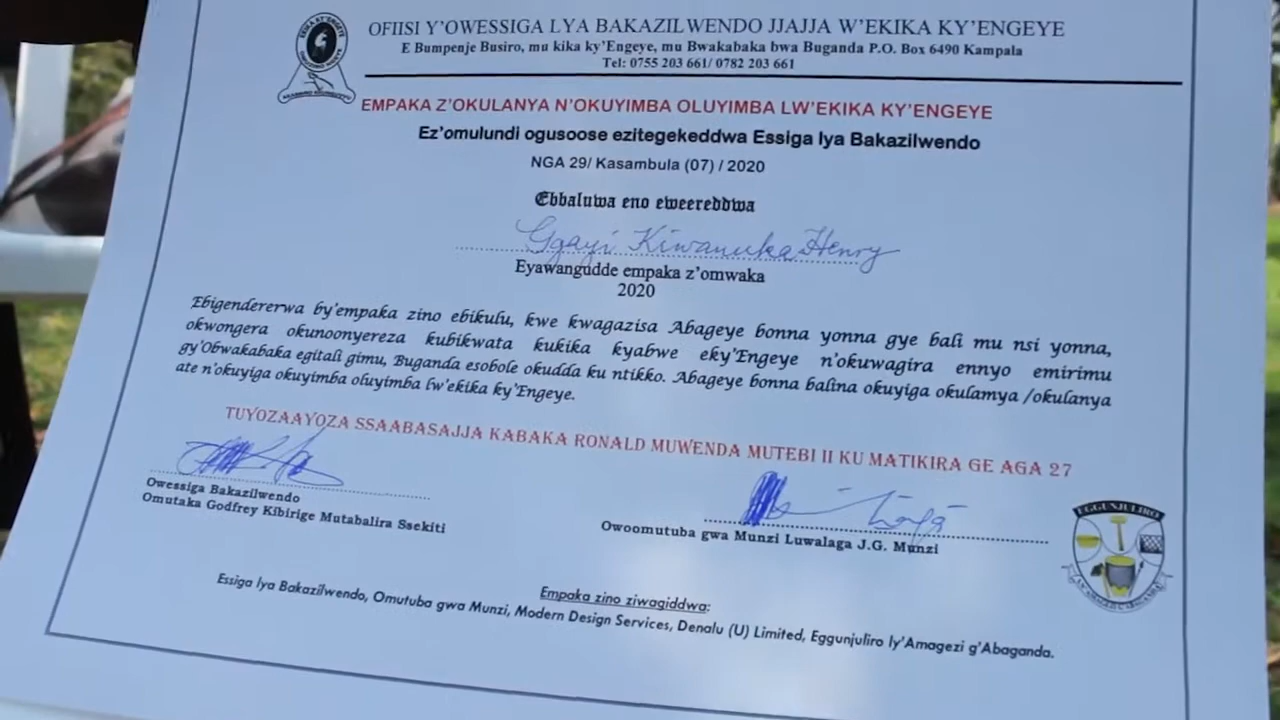 OFIISI Y'OWESSIGA LYA BAKAZILWENDO JJAJJA W'EKIKA KY'ENGEYE
E Bumpenje Busiro, mu kika ky'Engeye, mu Bwakabaka bwa Buganda P.O. Box 6490 Kampala
Tel: 0755 203 661/ 0782 203 661
EMPAKA Z'OKULANYA N'OKUYIMBA OLUYIMBA LW'EKIKA KY'ENGEYE
Ez'omulundi ogusoose ezitegekeddwa Essiga lya Bakazilwendo
NGA 29/ Kasambula (07) / 2020
Ebbaluwa eno eweereddwa
Ggayi Kiwanuka Henry
Eyawangudde empaka z'omwaka
2020
Ebigendererwa by'empaka zino ebikulu, kwe kwagazisa Abageye bonna yonna gye bali mu nsi yonna,
okwongera okunoonyereza kubikwata kukika kyabwe eky'Engeye n'okuwagira ennyo emirimu
gy'Obwakabaka egitali gimu, Buganda esobole okudda ku ntikko. Abageye bonna balina okuyiga okulamya /okulanya
ate n'okuyiga okuyimba oluyimba lw'ekika ky'Engeye.
TUYOZAAYOZA SSAABASAJJA KABAKA RONALD MUWENDA MUTEBI II KU MATIKIRA GE AGA 27
Owessiga Bakazilwendo
Omutaka Godfrey Kibirige Mutabalira Ssekiti
Owoomutuba gwa Munzi Luwalaga J.G. Munzi
EGGUNJULIRO
Empaka zino ziwagiddwa:
Essiga lya Bakazilwendo, Omutuba gwa Munzi, Modern Design Services, Denalu (U) Limited, Eggunjuliro ly'Amagezi g'Abaganda.